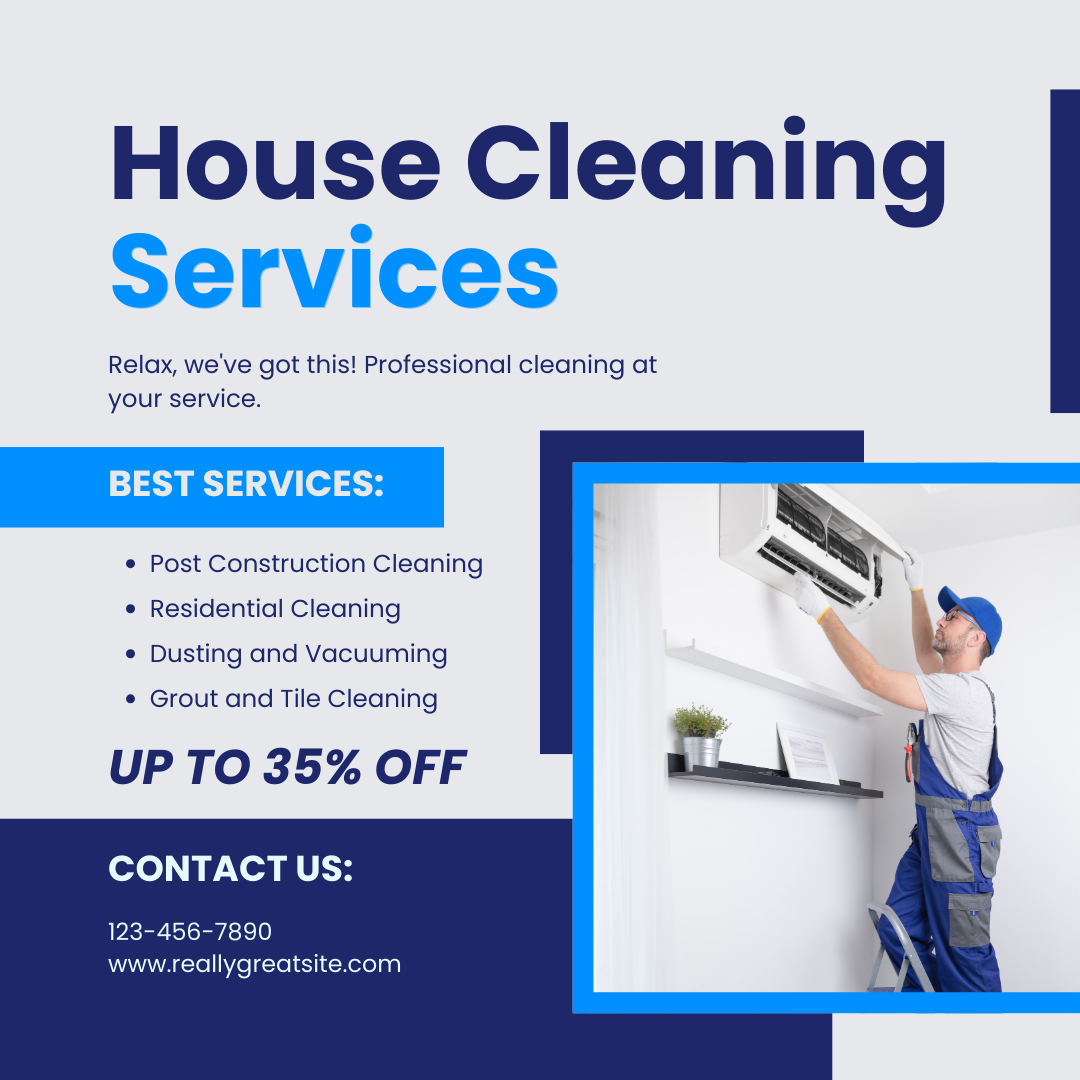 House Cleaning
Services
Relax, we've got this! Professional cleaning at
your service.
BEST SERVICES:
• Post Construction Cleaning
• Residential Cleaning
• Dusting and Vacuuming
• Grout and Tile Cleaning
UP TO 35% OFF
CONTACT US:
123-456-7890
www.reallygreatsite.com